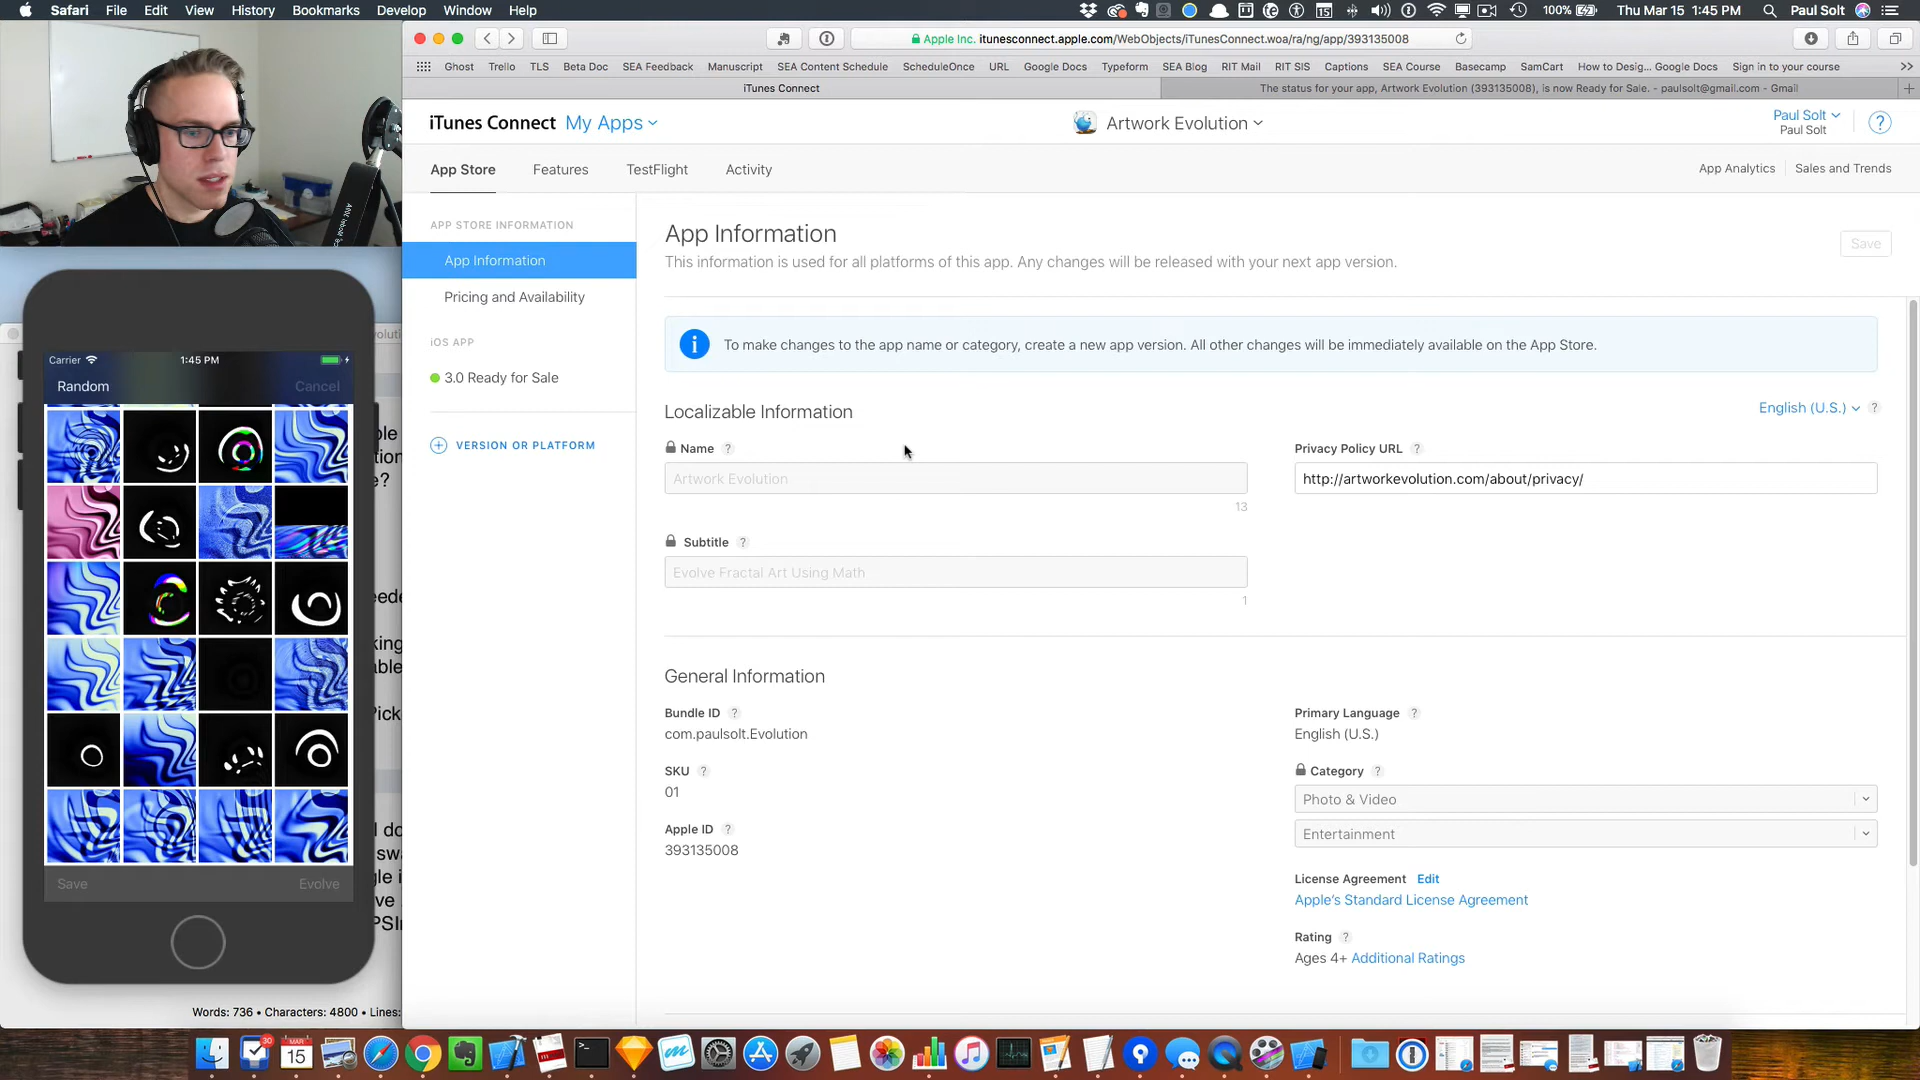 Safari File Edit View History Bookmarks Develop Window Help
100% Thu Mar 15 1:45 PM Paul Solt
Apple Inc. itunesconnect.apple.com/WebObjects/iTunesConnect.woa/ra/ng/app/393135008
Ghost Trello TLS Beta Doc SEA Feedback Manuscript SEA Content Schedule ScheduleOnce URL Google Docs Typeform SEA Blog RIT Mail RIT SIS Captions SEA Course Basecamp SamCart How to Desig... Google Docs Sign in to your course
iTunes Connect
The status for your app, Artwork Evolution (393135008), is now Ready for Sale. - paulsolt@gmail.com - Gmail
iTunes Connect My Apps
Artwork Evolution
Paul Solt
Paul Solt
?
App Store Features TestFlight Activity
App Analytics Sales and Trends
APP STORE INFORMATION
App Information
Pricing and Availability
iOS APP
3.0 Ready for Sale
VERSION OR PLATFORM
App Information
Save
This information is used for all platforms of this app. Any changes will be released with your next app version.
To make changes to the app name or category, create a new app version. All other changes will be immediately available on the App Store.
Localizable Information
English (U.S.) ?
Name ?
Artwork Evolution
13
Privacy Policy URL ?
http://artworkevolution.com/about/privacy/
Subtitle ?
Evolve Fractal Art Using Math
1
General Information
Bundle ID ?
com.paulsolt.Evolution
SKU ?
01
Apple ID ?
393135008
Primary Language ?
English (U.S.)
Category ?
Photo & Video
Entertainment
License Agreement Edit
Apple's Standard License Agreement
Rating ?
Ages 4+ Additional Ratings
Carrier 1:45 PM
Random Cancel
Save Evolve
Words: 736 • Characters: 4800 • Lines:
30
MAR
15